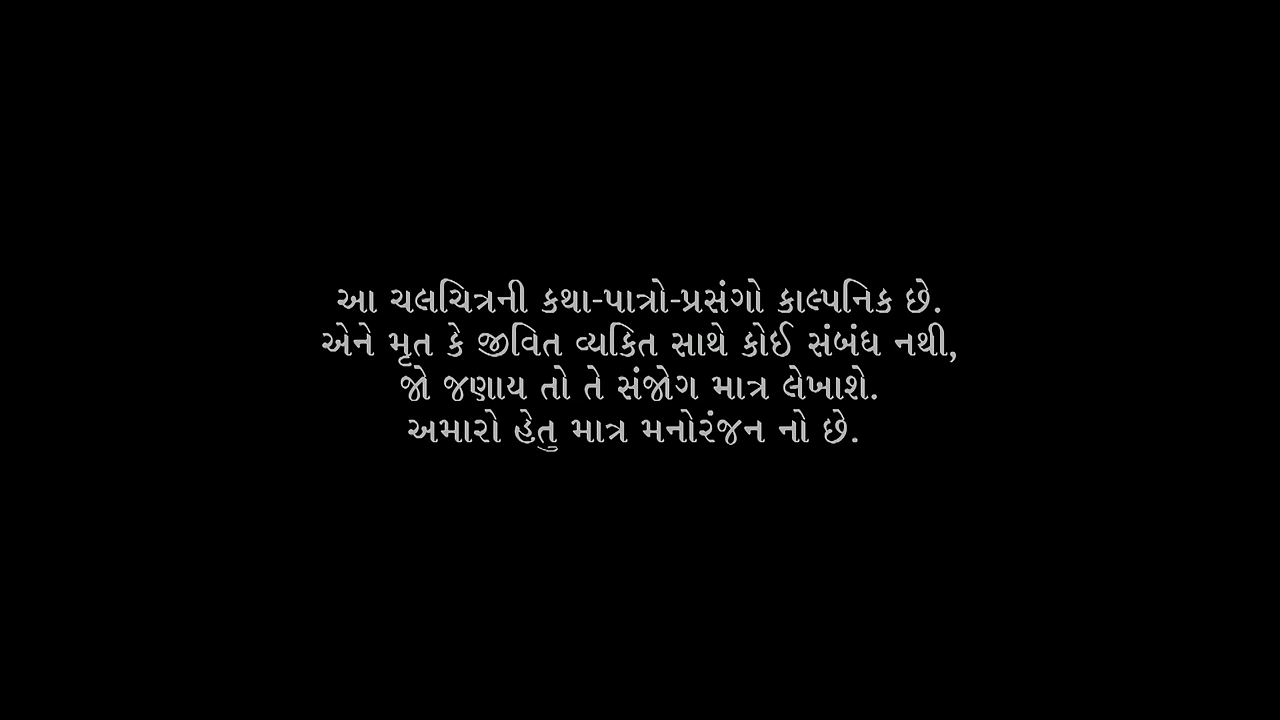 આ ચલચિત્રની કથા-પાત્રો-પ્રસંગો કાલ્પનિક છે.
એને મૃત કે જીવિત વ્યકિત સાથે કોઈ સંબંધ નથી,
જો જણાય તો તે સંજોગ માત્ર લેખાશે.
અમારો હેતુ માત્ર મનોરંજન નો છે.